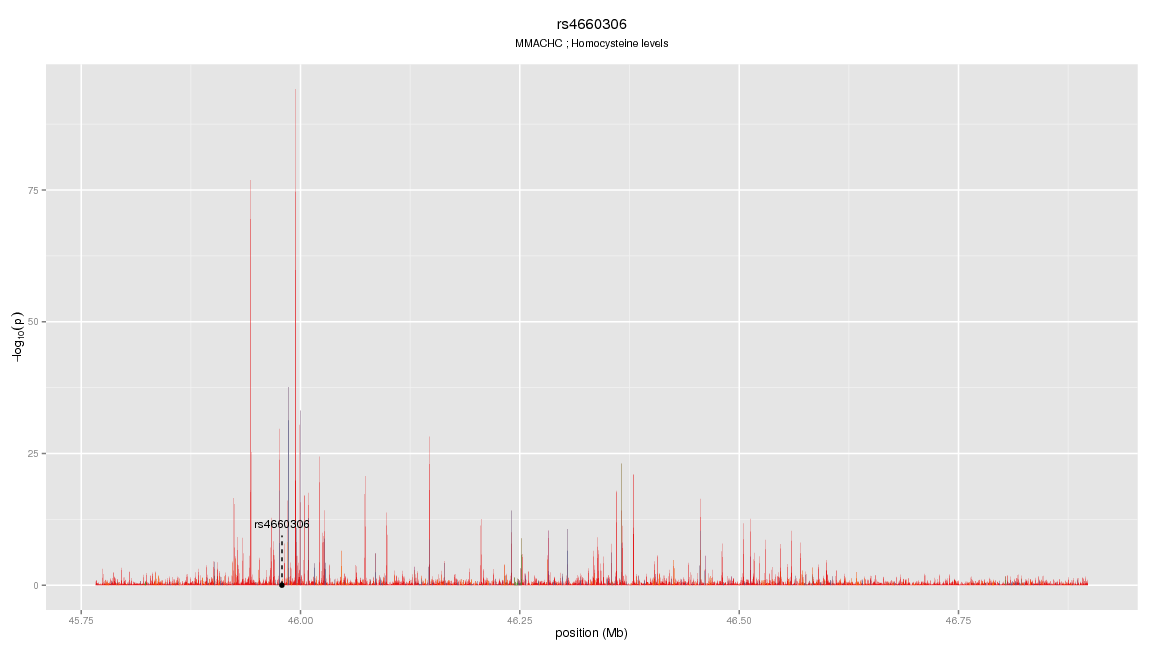 rs4660306
MMACHC ; Homocysteine levels
−log10(p)
75
50
25
0
rs4660306
45.75 46.00 46.25 46.50 46.75
position (Mb)